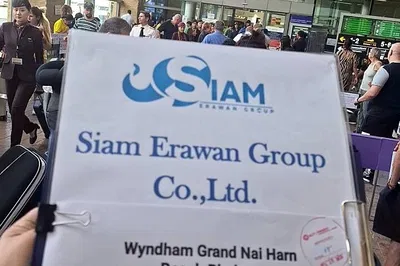 SIAM
ERAWAN GROUP
Siam Erawan Group
Co.,Ltd.
Wyndham Grand Nai Harn